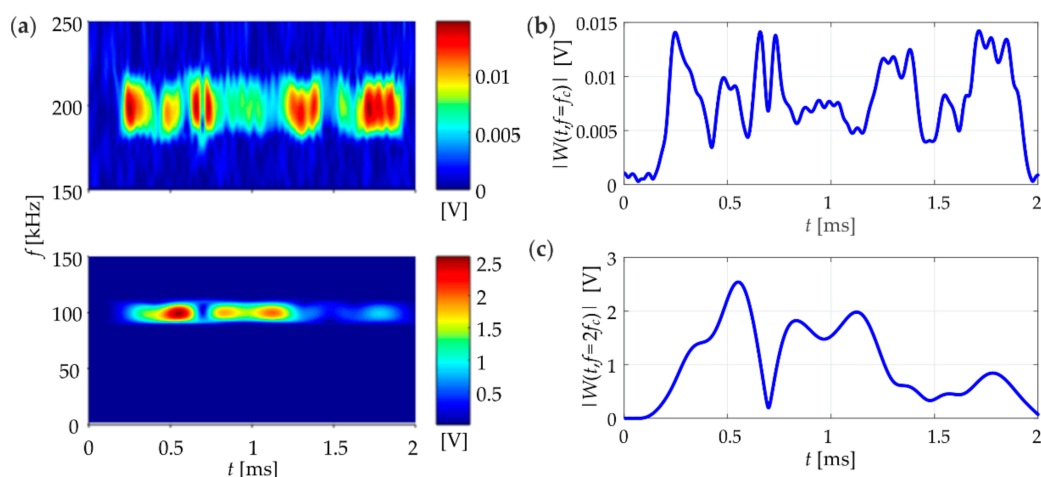 (a)
250
200
150
0.01
0.005
0
[V]
f [kHz]
150
100
50
0
0 0.5 1 1.5 2
t [ms]
2.5
2
1.5
1
0.5
[V]
(b)
|W(t,f=fc)| [V]
0.015
0.01
0.005
0
0 0.5 1 1.5 2
t [ms]
(c)
|W(t,f=2fc)| [V]
3
2
1
0
0 0.5 1 1.5 2
t [ms]